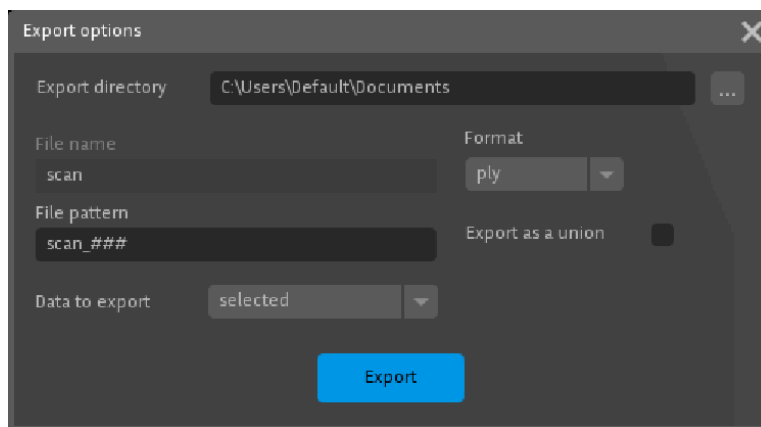 Export options
Export directory C:\Users\Default\Documents ...
File name
Format
scan
ply
File pattern
scan_###
Export as a union
Data to export selected
Export